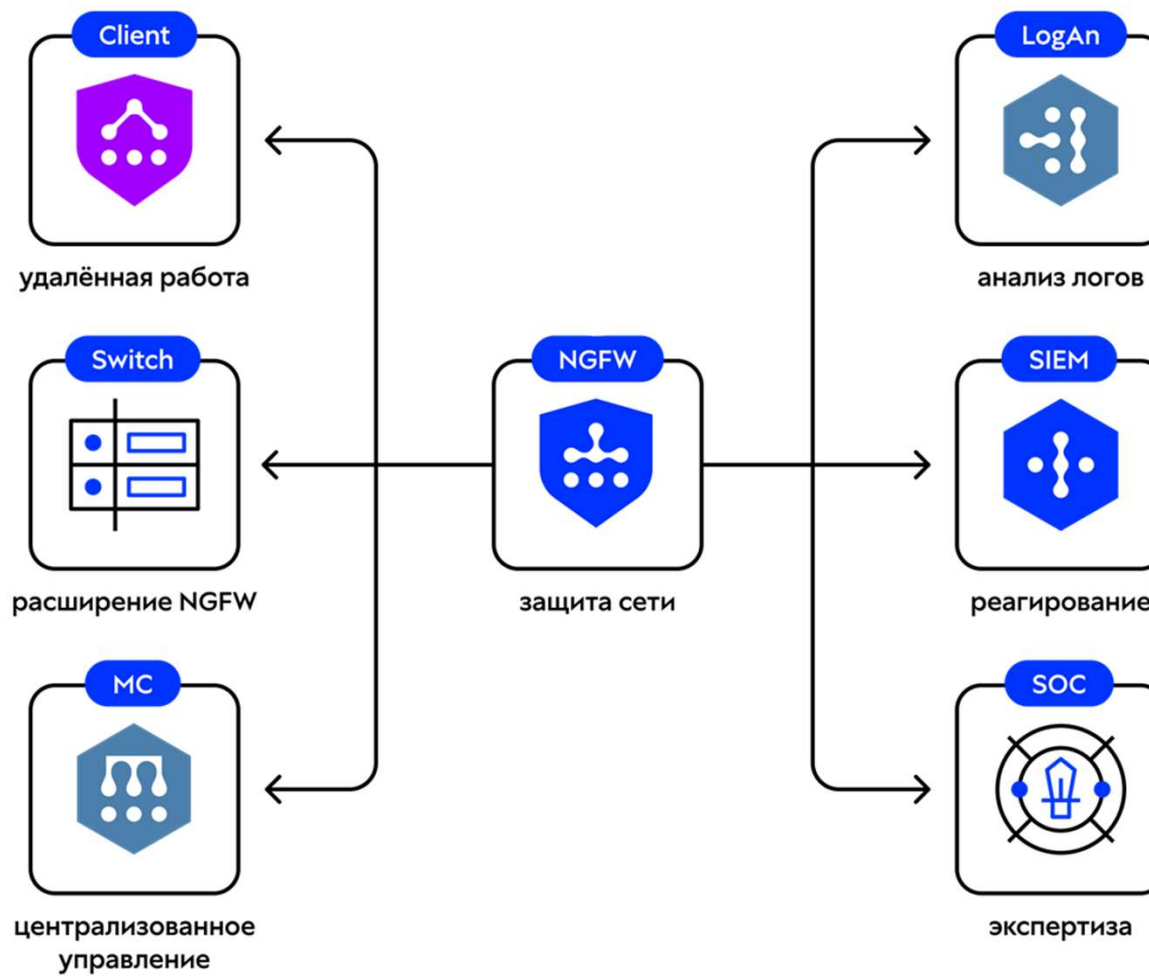 Client
удалённая работа
Switch
расширение NGFW
MC
централизованное
управление
NGFW
защита сети
LogAn
анализ логов
SIEM
реагирование
SOC
экспертиза